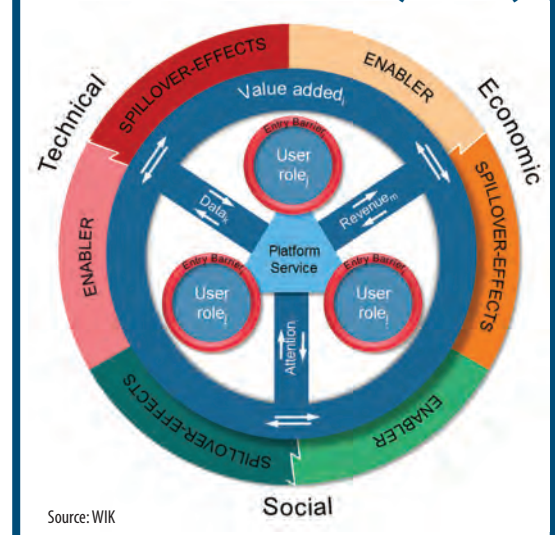 SPILLOVER-EFFECTS
ENABLER
Technical
Economic
Value added i
Entry Barrier
User
role j
Data k
Revenue m
Platform
Service
ENABLER
SPILLOVER-EFFECTS
Entry Barrier
User
role j
Entry Barrier
User
role j
Attention
SPILLOVER-EFFECTS
ENABLER
Social
Source: WIK